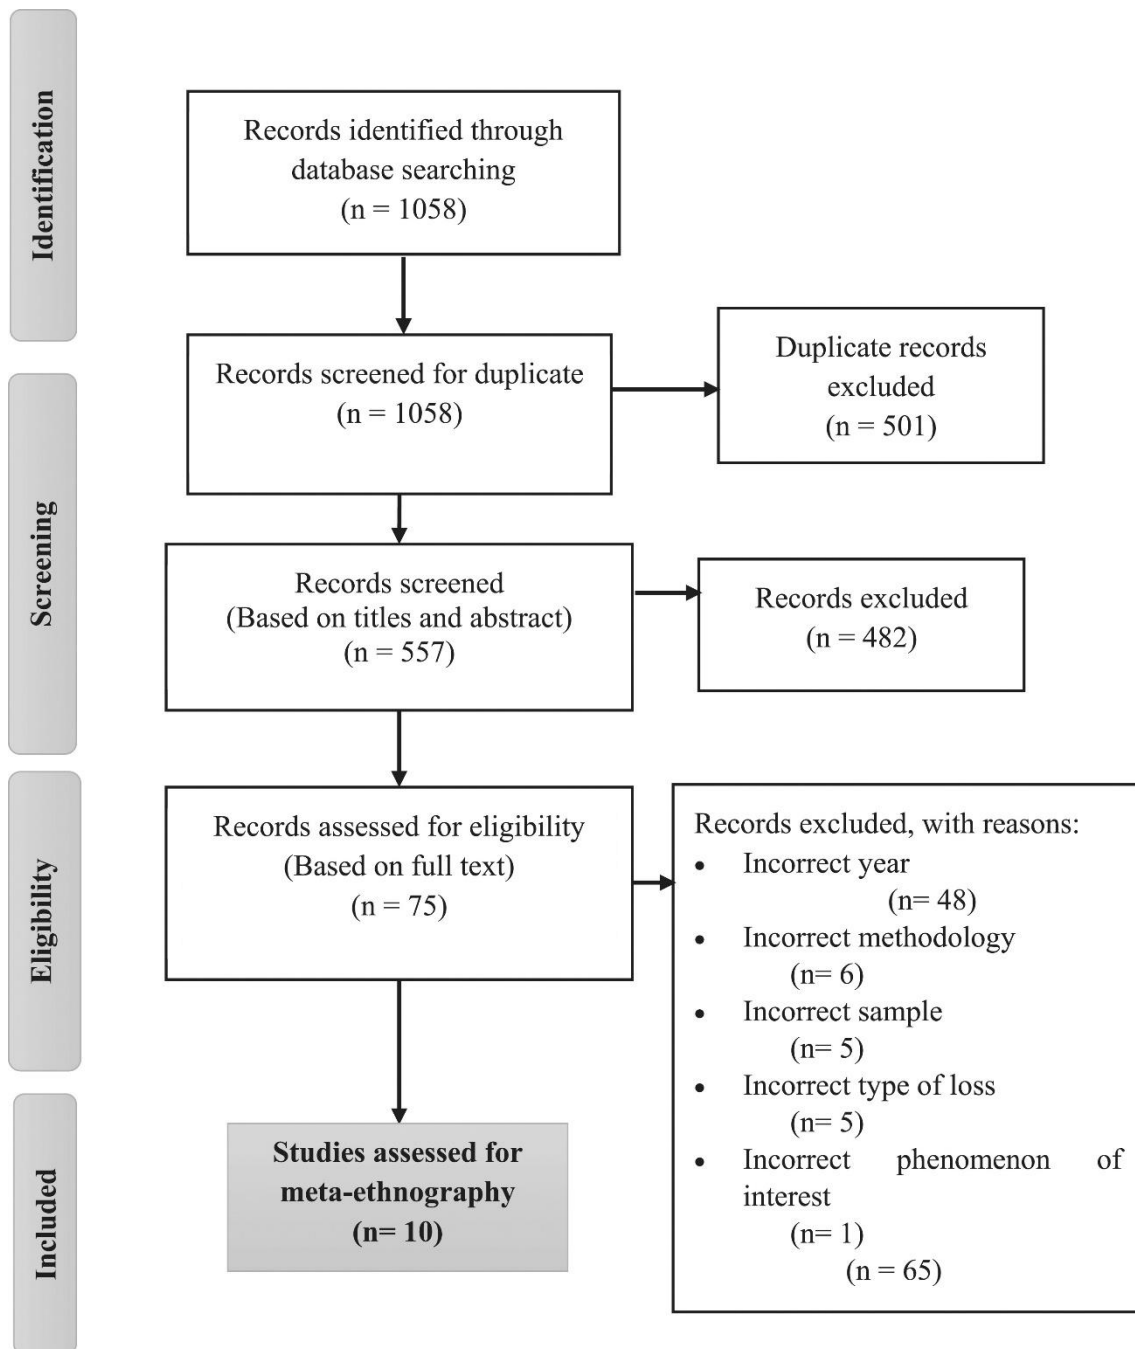 Identification
Records identified through
database searching
(n = 1058)
Records screened for duplicate
(n = 1058)
Duplicate records
excluded
(n = 501)
Screening
Records screened
(Based on titles and abstract)
(n = 557)
Records excluded
(n = 482)
Eligibility
Records assessed for eligibility
(Based on full text)
(n = 75)
Records excluded, with reasons:
• Incorrect year
(n= 48)
• Incorrect methodology
(n= 6)
• Incorrect sample
(n= 5)
• Incorrect type of loss
(n= 5)
• Incorrect phenomenon of
interest
(n= 1)
(n = 65)
Included
Studies assessed for
meta-ethnography
(n= 10)